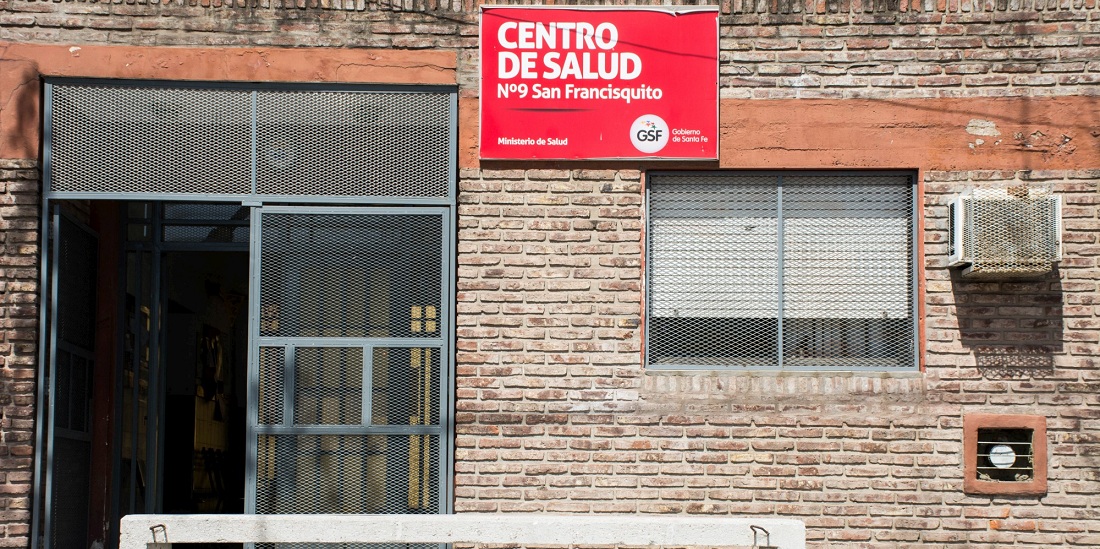 CENTRO
DE SALUD
Nº9 San Francisquito
Ministerio de Salud
GSF
Gobierno
de Santa Fe